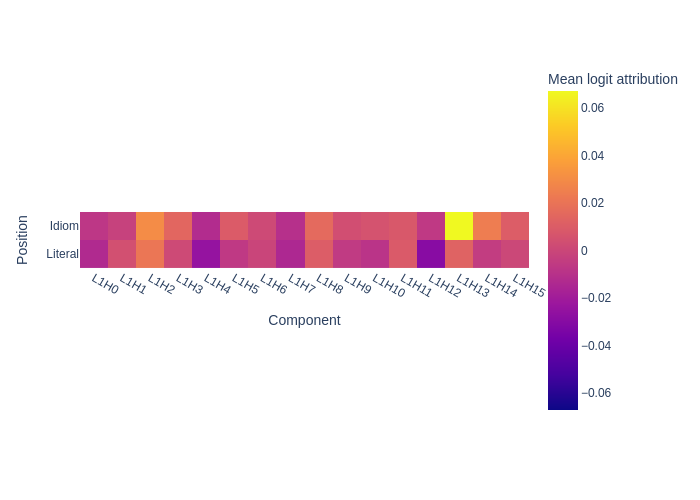 Mean logit attribution
0.06
0.04
0.02
0
−0.02
−0.04
−0.06
Position
Idiom
Literal
L1H0 L1H1 L1H2 L1H3 L1H4 L1H5 L1H6 L1H7 L1H8 L1H9 L1H10 L1H11 L1H12 L1H13 L1H14 L1H15
Component